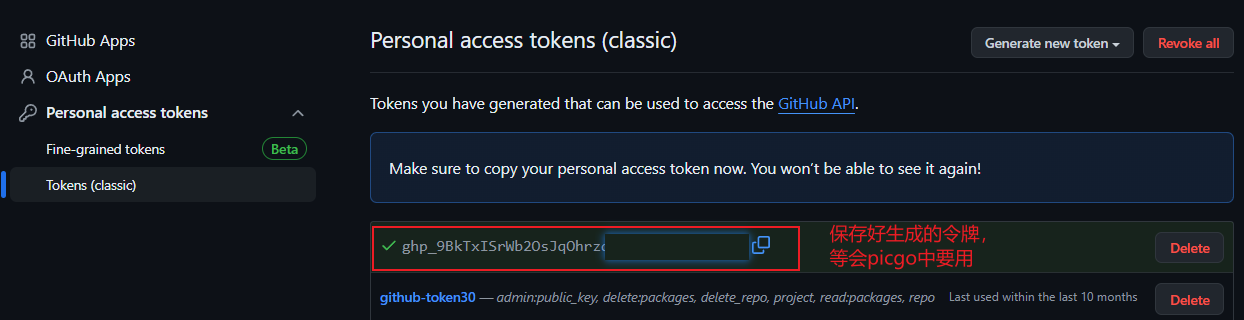 GitHub Apps
OAuth Apps
Personal access tokens
Fine-grained tokens Beta
Tokens (classic)
Personal access tokens (classic)
Generate new token
Revoke all
Tokens you have generated that can be used to access the GitHub API.
Make sure to copy your personal access token now. You won’t be able to see it again!
ghp_9BkTxISrWb2OsJqOhrzc
保存好生成的令牌，
等会picgo中要用
Delete
github-token30 — admin:public_key, delete:packages, delete_repo, project, read:packages, repo
Last used within the last 10 months
Delete